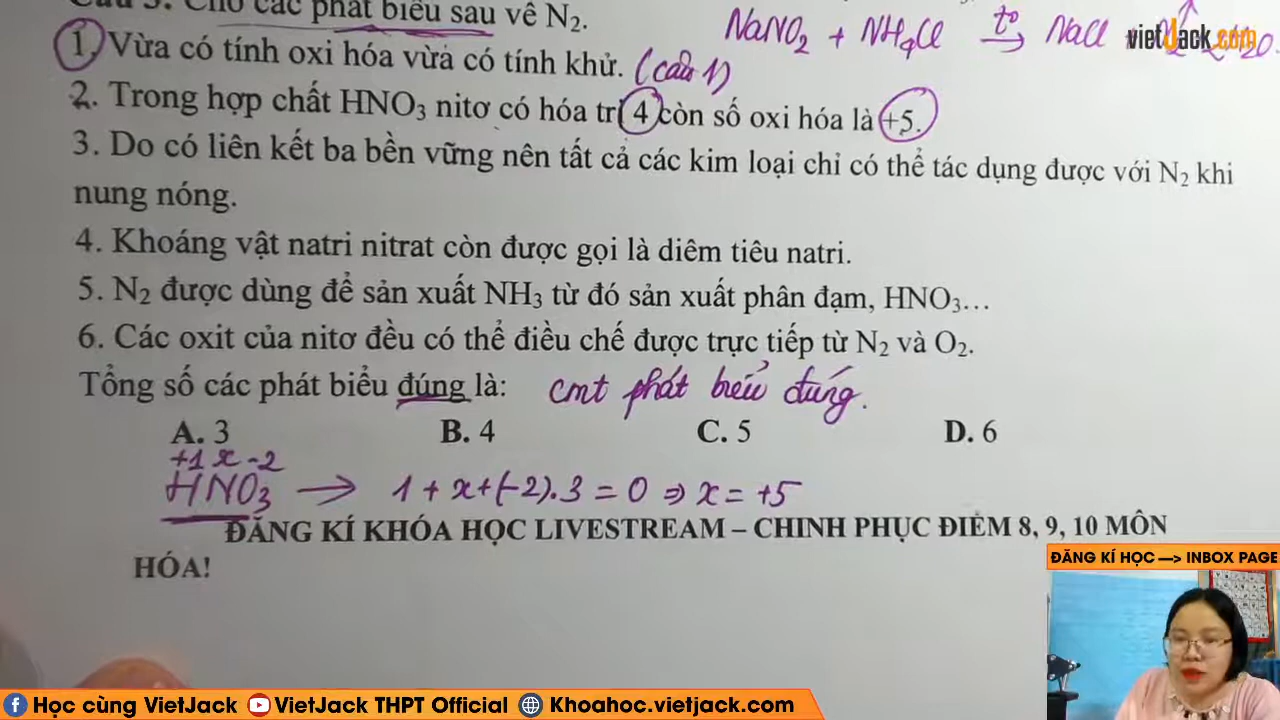 Câu 3. Cho các phát biểu sau về N₂.
NaNO₂ + NH₄Cl t° → NaCl + N₂↑ 2H₂O.
vietJack.com
1. Vừa có tính oxi hóa vừa có tính khử. (câu 1)
2. Trong hợp chất HNO₃ nitơ có hóa trị 4 còn số oxi hóa là +5.
3. Do có liên kết ba bền vững nên tất cả các kim loại chỉ có thể tác dụng được với N₂ khi
nung nóng.
4. Khoáng vật natri nitrat còn được gọi là diêm tiêu natri.
5. N₂ được dùng để sản xuất NH₃ từ đó sản xuất phân đạm, HNO₃…
6. Các oxit của nitơ đều có thể điều chế được trực tiếp từ N₂ và O₂.
Tổng số các phát biểu đúng là: cmt phát biểu đúng.
A. 3 B. 4 C. 5 D. 6
+1 x -2
HNO₃ → 1 + x + (-2).3 = 0 ⇒ x = +5
ĐĂNG KÍ KHÓA HỌC LIVESTREAM – CHINH PHỤC ĐIỂM 8, 9, 10 MÔN
HÓA!
ĐĂNG KÍ HỌC —> INBOX PAGE
Học cùng VietJack VietJack THPT Official Khoahoc.vietjack.com